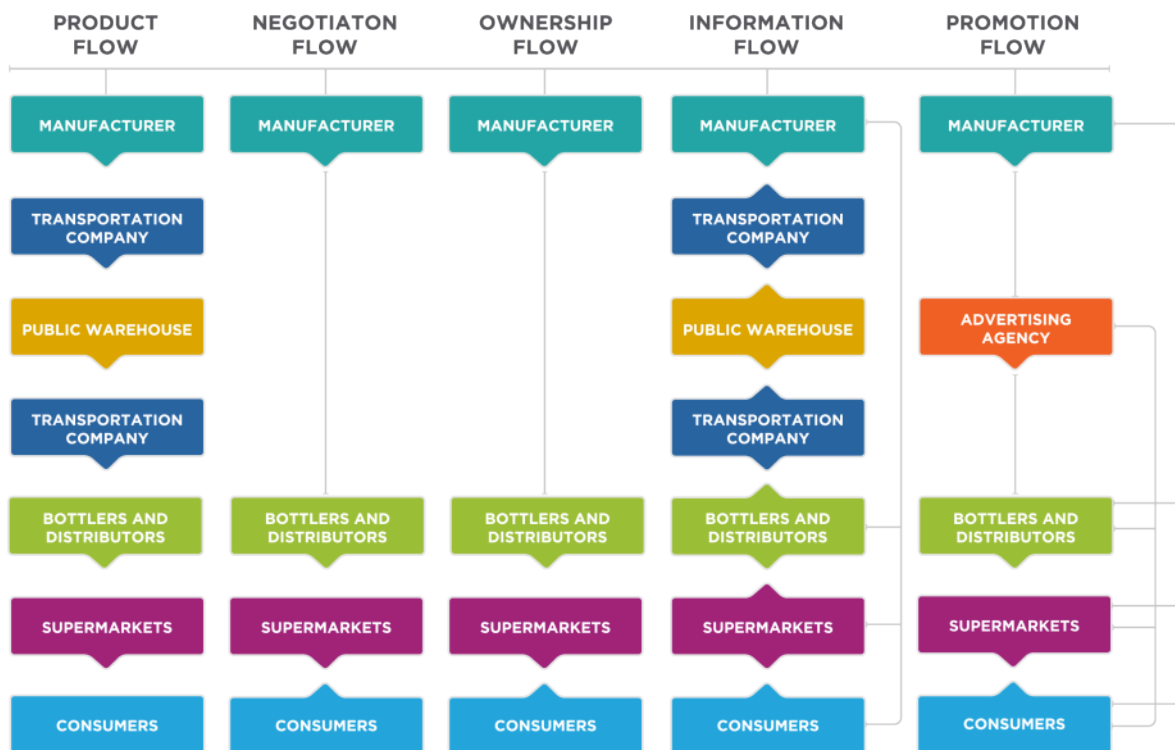 PRODUCT
FLOW
NEGOTIATON
FLOW
OWNERSHIP
FLOW
INFORMATION
FLOW
PROMOTION
FLOW
MANUFACTURER
TRANSPORTATION
COMPANY
PUBLIC WAREHOUSE
TRANSPORTATION
COMPANY
BOTTLERS AND
DISTRIBUTORS
SUPERMARKETS
CONSUMERS
MANUFACTURER
BOTTLERS AND
DISTRIBUTORS
SUPERMARKETS
CONSUMERS
MANUFACTURER
BOTTLERS AND
DISTRIBUTORS
SUPERMARKETS
CONSUMERS
MANUFACTURER
TRANSPORTATION
COMPANY
PUBLIC WAREHOUSE
TRANSPORTATION
COMPANY
BOTTLERS AND
DISTRIBUTORS
SUPERMARKETS
CONSUMERS
MANUFACTURER
ADVERTISING
AGENCY
BOTTLERS AND
DISTRIBUTORS
SUPERMARKETS
CONSUMERS